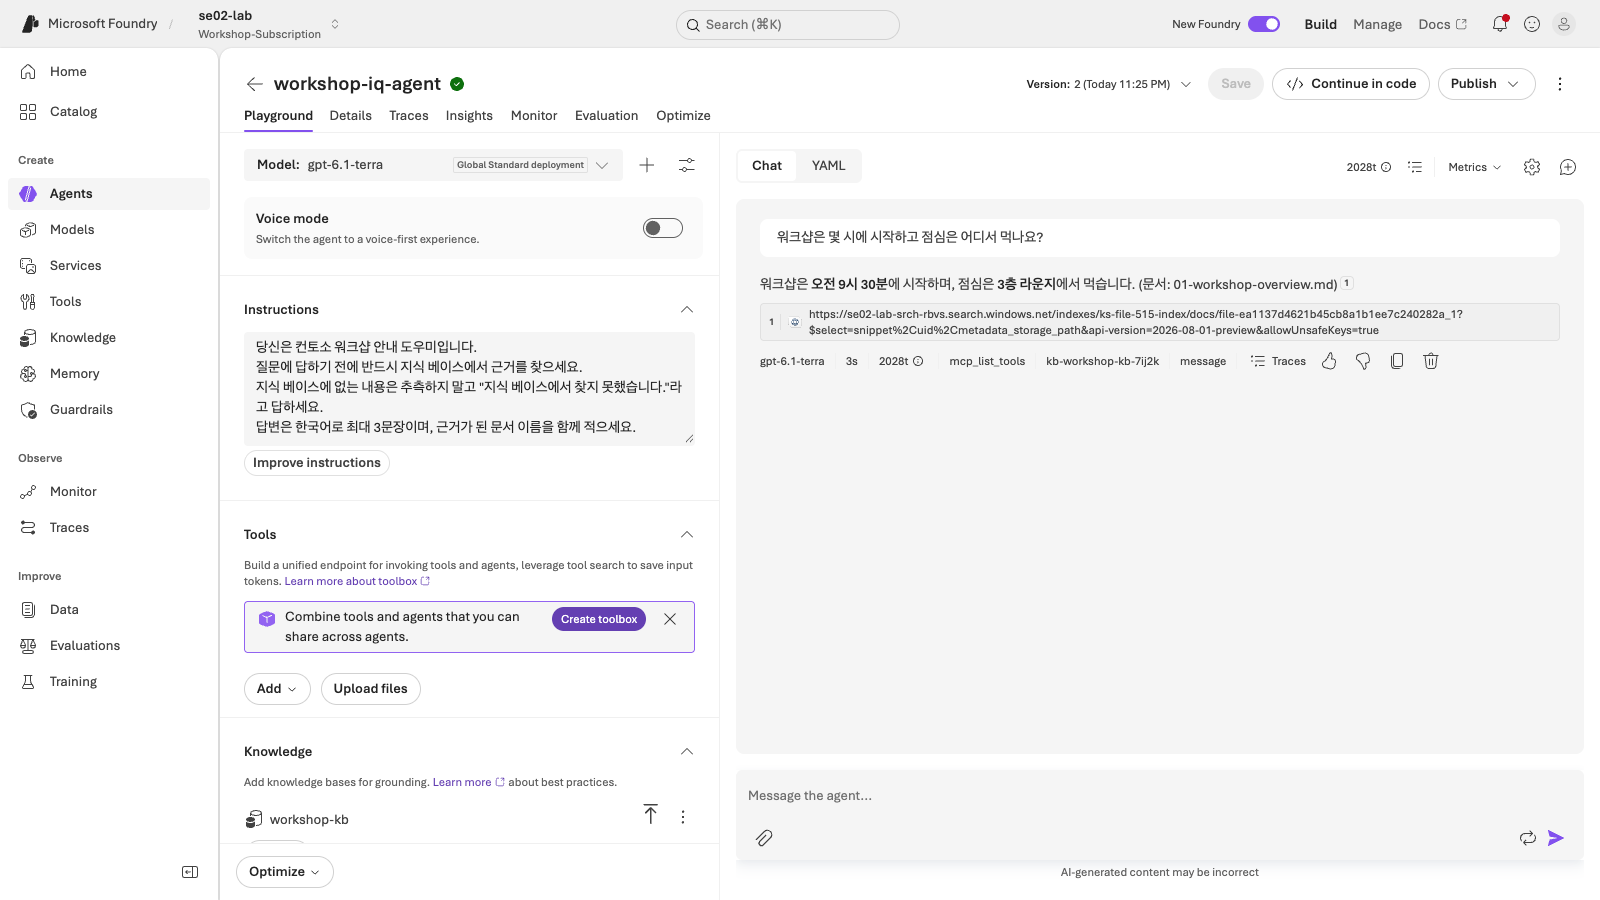 Microsoft Foundry
/
se02-lab
Workshop-Subscription
Search (⌘K)
New Foundry
Build
Manage
Docs
Home
Catalog
Create
Agents
Models
Services
Tools
Knowledge
Memory
Guardrails
Observe
Monitor
Traces
Improve
Data
Evaluations
Training
workshop-iq-agent
Version: 2 (Today 11:25 PM)
Save
Continue in code
Publish
Playground
Details
Traces
Insights
Monitor
Evaluation
Optimize
Model: gpt-6.1-terra
Global Standard deployment
Voice mode
Switch the agent to a voice-first experience.
Instructions
당신은 컨토소 워크샵 안내 도우미입니다.
질문에 답하기 전에 반드시 지식 베이스에서 근거를 찾으세요.
지식 베이스에 없는 내용은 추측하지 말고 "지식 베이스에서 찾지 못했습니다."라
고 답하세요.
답변은 한국어로 최대 3문장이며, 근거가 된 문서 이름을 함께 적으세요.
Improve instructions
Tools
Build a unified endpoint for invoking tools and agents, leverage tool search to save input
tokens. Learn more about toolbox
Combine tools and agents that you can
share across agents.
Create toolbox
Add
Upload files
Knowledge
Add knowledge bases for grounding. Learn more about best practices.
workshop-kb
Optimize
Chat
YAML
2028t
Metrics
워크샵은 몇 시에 시작하고 점심은 어디서 먹나요?
워크샵은 오전 9시 30분에 시작하며, 점심은 3층 라운지에서 먹습니다. (문서: 01-workshop-overview.md) 1
1
https://se02-lab-srch-rbvs.search.windows.net/indexes/ks-file-515-index/docs/file-ea1137d4621b45cb8a1b1ee7c240282a_1?
$select=snippet%2Cuid%2Cmetadata_storage_path&api-version=2026-08-01-preview&allowUnsafeKeys=true
gpt-6.1-terra
3s
2028t
mcp_list_tools
kb-workshop-kb-7ij2k
message
Traces
Message the agent...
AI-generated content may be incorrect